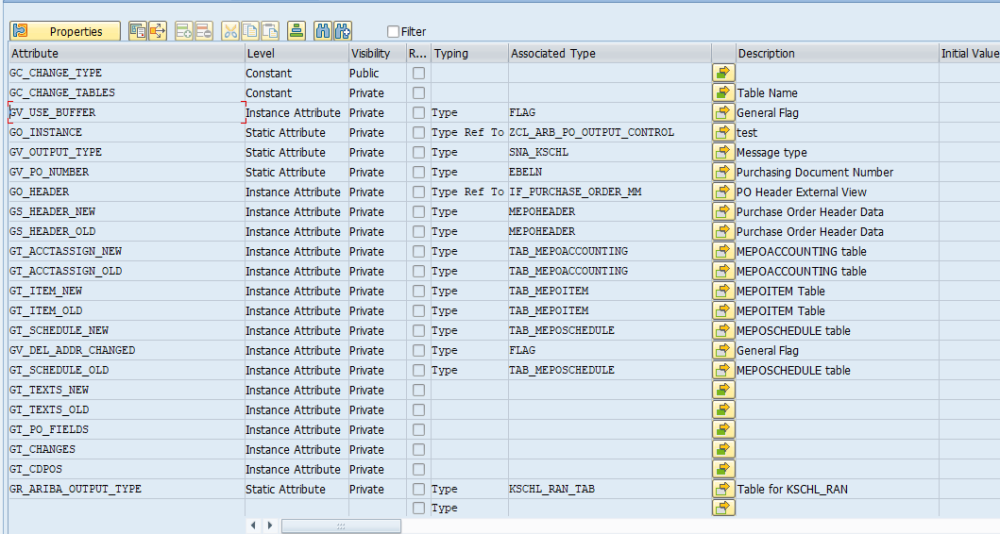 Properties Filter
Attribute Level Visibility R... Typing Associated Type Description Initial Value
GC_CHANGE_TYPE Constant Public
GC_CHANGE_TABLES Constant Private Table Name
GV_USE_BUFFER Instance Attribute Private Type FLAG General Flag
GO_INSTANCE Static Attribute Private Type Ref To ZCL_ARB_PO_OUTPUT_CONTROL test
GV_OUTPUT_TYPE Static Attribute Private Type SNA_KSCHL Message type
GV_PO_NUMBER Static Attribute Private Type EBELN Purchasing Document Number
GO_HEADER Instance Attribute Private Type Ref To IF_PURCHASE_ORDER_MM PO Header External View
GS_HEADER_NEW Instance Attribute Private Type MEPOHEADER Purchase Order Header Data
GS_HEADER_OLD Instance Attribute Private Type MEPOHEADER Purchase Order Header Data
GT_ACCTASSIGN_NEW Instance Attribute Private Type TAB_MEPOACCOUNTING MEPOACCOUNTING table
GT_ACCTASSIGN_OLD Instance Attribute Private Type TAB_MEPOACCOUNTING MEPOACCOUNTING table
GT_ITEM_NEW Instance Attribute Private Type TAB_MEPOITEM MEPOITEM Table
GT_ITEM_OLD Instance Attribute Private Type TAB_MEPOITEM MEPOITEM Table
GT_SCHEDULE_NEW Instance Attribute Private Type TAB_MEPOSCHEDULE MEPOSCHEDULE table
GV_DEL_ADDR_CHANGED Instance Attribute Private Type FLAG General Flag
GT_SCHEDULE_OLD Instance Attribute Private Type TAB_MEPOSCHEDULE MEPOSCHEDULE table
GT_TEXTS_NEW Instance Attribute Private
GT_TEXTS_OLD Instance Attribute Private
GT_PO_FIELDS Instance Attribute Private
GT_CHANGES Instance Attribute Private
GT_CDPOS Instance Attribute Private
GR_ARIBA_OUTPUT_TYPE Static Attribute Private Type KSCHL_RAN_TAB Table for KSCHL_RAN
Type